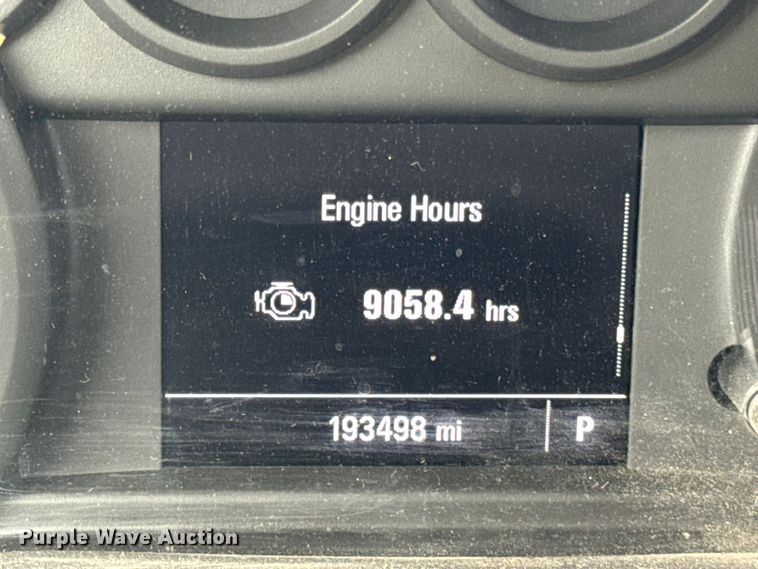 Engine Hours
9058.4 hrs
193498 mi P
Purple Wave Auction